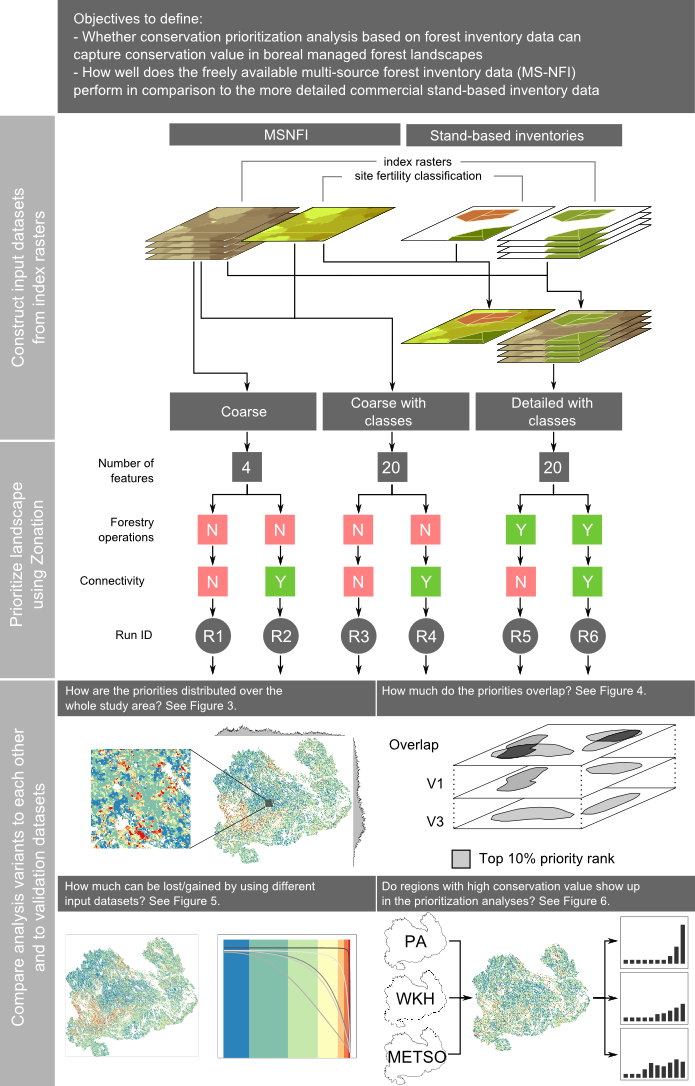 Objectives to define:
- Whether conservation prioritization analysis based on forest inventory data can
capture conservation value in boreal managed forest landscapes
- How well does the freely available multi-source forest inventory data (MS-NFI)
perform in comparison to the more detailed commercial stand-based inventory data
Construct input datasets
from index rasters
MSNFI
Stand-based inventories
index rasters
site fertility classification
Coarse
Coarse with
classes
Detailed with
classes
Prioritize landscape
using Zonation
Number of
features
4
20
20
Forestry
operations
N
N
N
N
Y
Y
Connectivity
N
Y
N
Y
N
Y
Run ID
R1
R2
R3
R4
R5
R6
Compare analysis variants to each other
and to validation datasets
How are the priorities distributed over the
whole study area? See Figure 3.
How much do the priorities overlap? See Figure 4.
Overlap
V1
V3
Top 10% priority rank
How much can be lost/gained by using different
input datasets? See Figure 5.
Do regions with high conservation value show up
in the prioritization analyses? See Figure 6.
PA
WKH
METSO